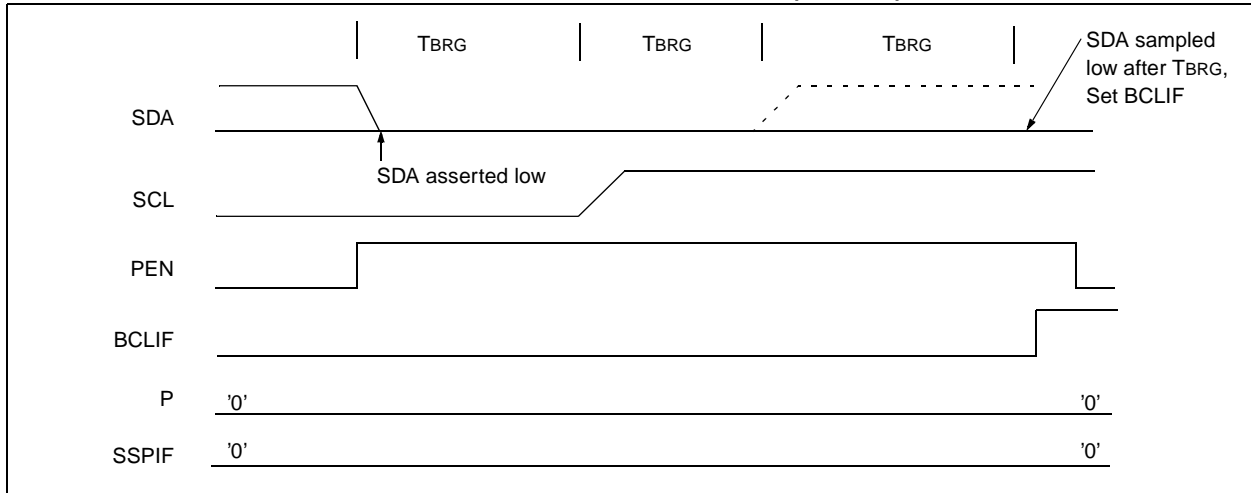 TBRG TBRG TBRG
SDA sampled
low after TBRG,
Set BCLIF
SDA
SDA asserted low
SCL
PEN
BCLIF
P '0' '0'
SSPIF '0' '0'